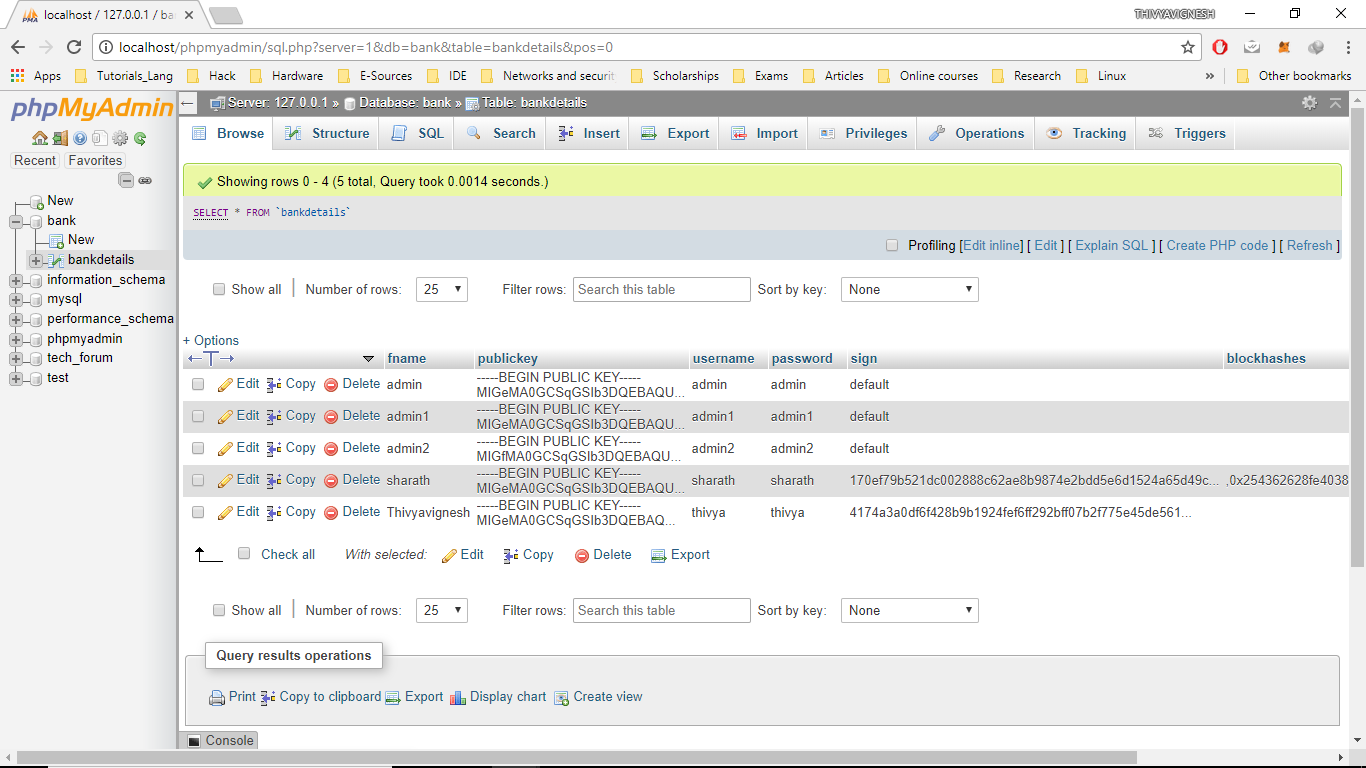 localhost / 127.0.0.1 / ba
THIVYAVIGNESH
localhost/phpmyadmin/sql.php?server=1&db=bank&table=bankdetails&pos=0
Apps Tutorials_Lang Hack Hardware E-Sources IDE Networks and securit Scholarships Exams Articles Online courses Research Linux » Other bookmarks
phpMyAdmin
Recent Favorites
New
bank
New
bankdetails
information_schema
mysql
performance_schema
phpmyadmin
tech_forum
test
Server: 127.0.0.1 » Database: bank » Table: bankdetails
Browse Structure SQL Search Insert Export Import Privileges Operations Tracking Triggers
Showing rows 0 - 4 (5 total, Query took 0.0014 seconds.)
SELECT * FROM `bankdetails`
Profiling [Edit inline] [ Edit ] [ Explain SQL ] [ Create PHP code ] [ Refresh ]
Show all Number of rows: 25 Filter rows: Search this table Sort by key: None
+ Options
fname publickey username password sign blockhashes
Edit Copy Delete admin -----BEGIN PUBLIC KEY----- admin admin default
MIGeMA0GCSqGSIb3DQEBAQU...
Edit Copy Delete admin1 -----BEGIN PUBLIC KEY----- admin1 admin1 default
MIGeMA0GCSqGSIb3DQEBAQU...
Edit Copy Delete admin2 -----BEGIN PUBLIC KEY----- admin2 admin2 default
MIGfMA0GCSqGSIb3DQEBAQU...
Edit Copy Delete sharath -----BEGIN PUBLIC KEY----- sharath sharath 170ef79b521dc002888c62ae8b9874e2bdd5e6d1524a65d49c... ,0x254362628fe4038
MIGeMA0GCSqGSIb3DQEBAQU...
Edit Copy Delete Thivyavignesh -----BEGIN PUBLIC KEY----- thivya thivya 4174a3a0df6f428b9b1924fef6ff292bff07b2f775e45de561...
MIGeMA0GCSqGSIb3DQEBAQ...
Check all With selected: Edit Copy Delete Export
Show all Number of rows: 25 Filter rows: Search this table Sort by key: None
Query results operations
Print Copy to clipboard Export Display chart Create view
Console